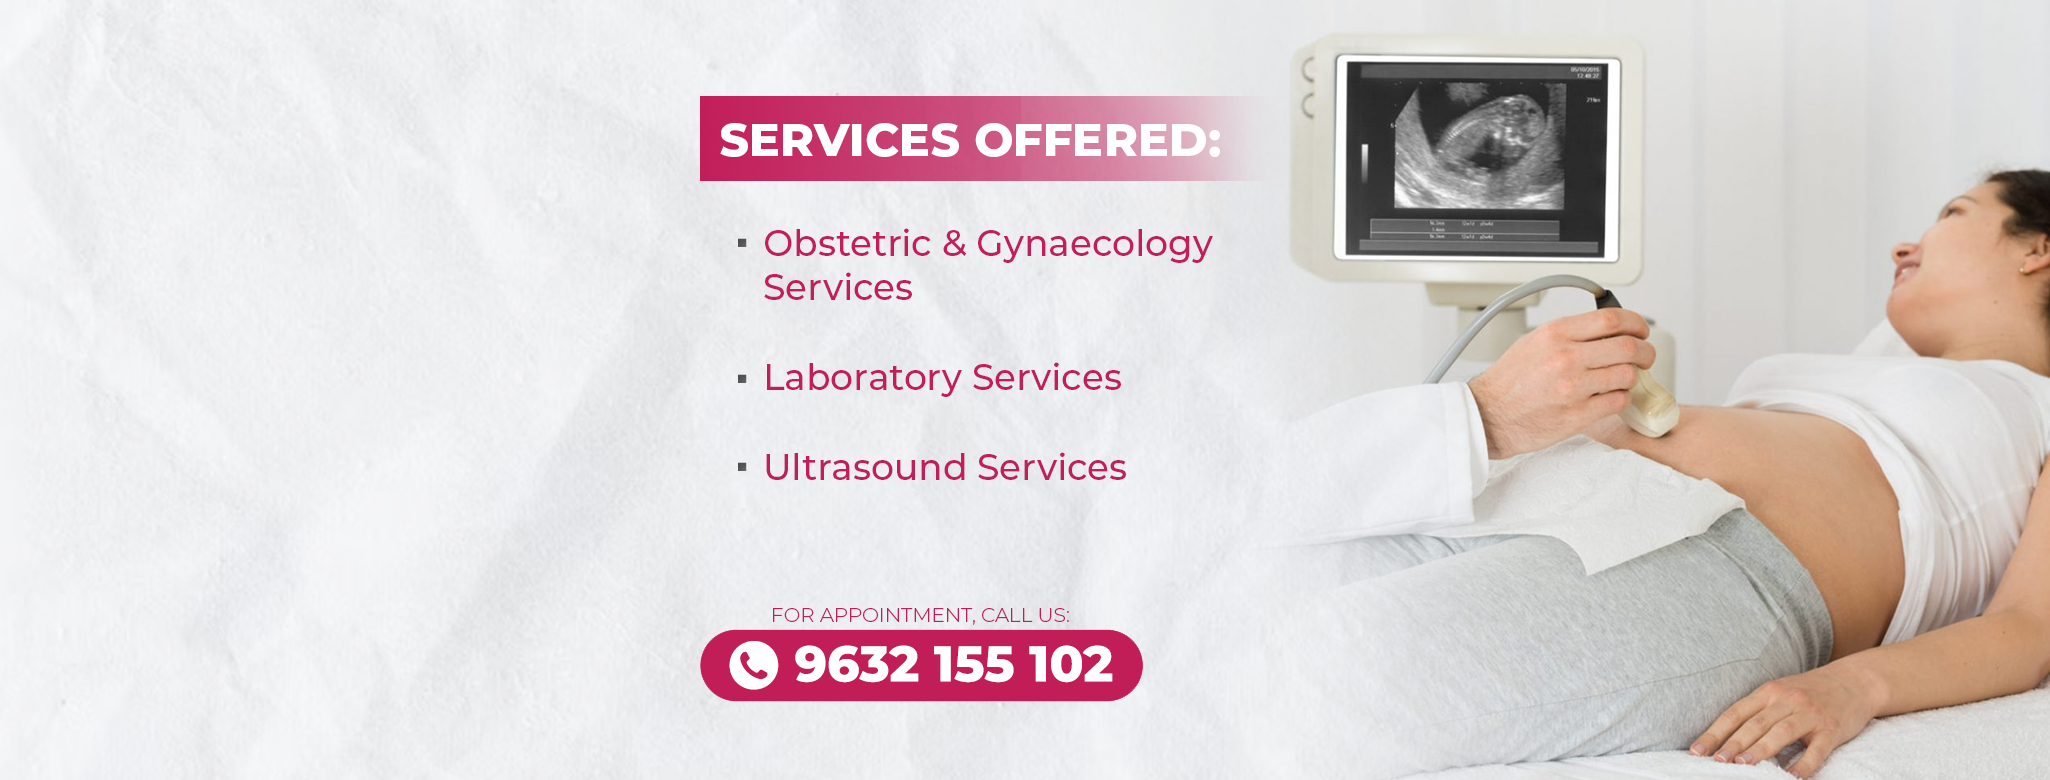 SERVICES OFFERED:
▪ Obstetric & Gynaecology
Services
▪ Laboratory Services
▪ Ultrasound Services
FOR APPOINTMENT, CALL US:
9632 155 102